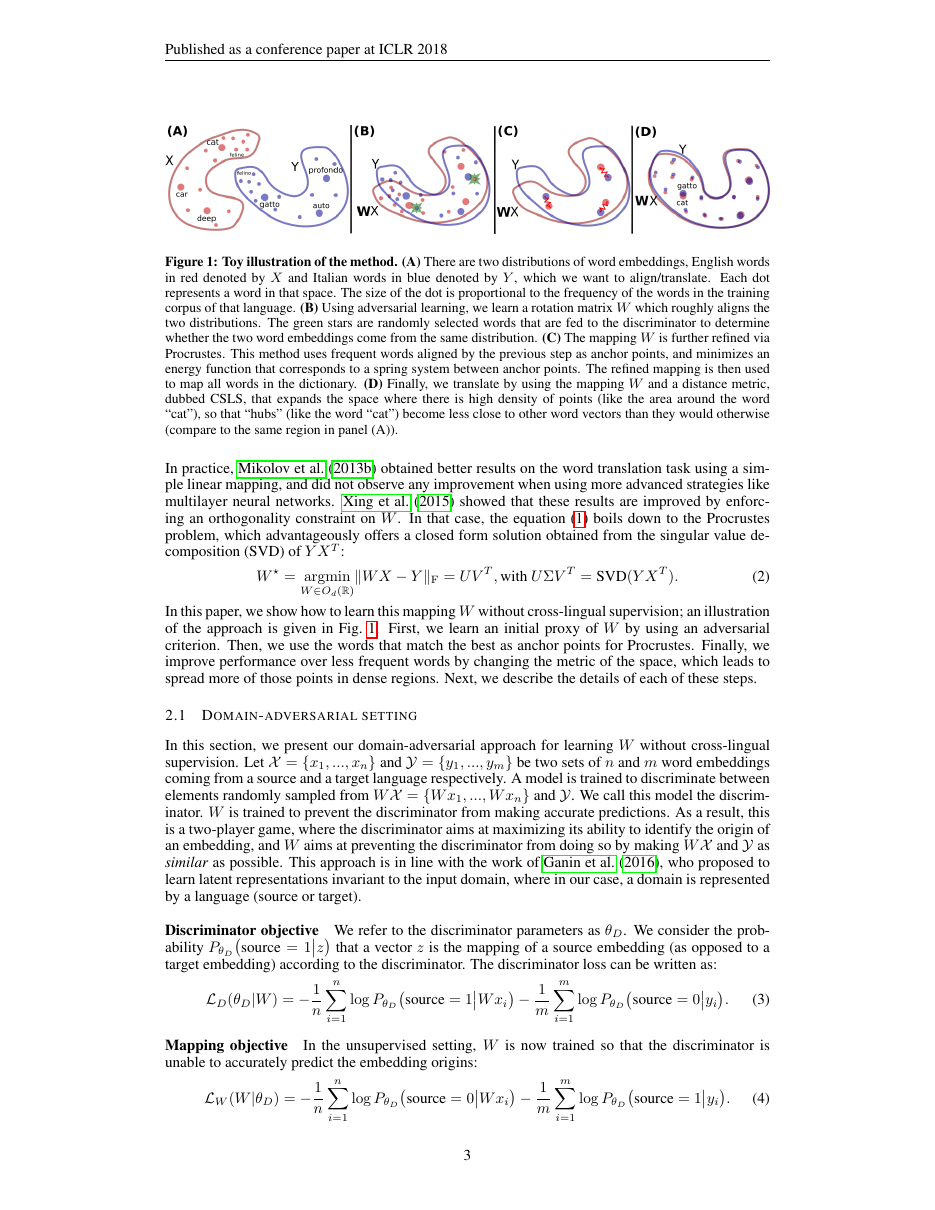 Published as a conference paper at ICLR 2018
(A)
(B)
(C)
(D)
cat
feline
X
car
deep
felino
Y
profondo
gatto
auto
Y
WX
Y
WX
Y
gatto
WX
cat
Figure 1: Toy illustration of the method. (A) There are two distributions of word embeddings, English words
in red denoted by X and Italian words in blue denoted by Y, which we want to align/translate. Each dot
represents a word in that space. The size of the dot is proportional to the frequency of the words in the training
corpus of that language. (B) Using adversarial learning, we learn a rotation matrix W which roughly aligns the
two distributions. The green stars are randomly selected words that are fed to the discriminator to determine
whether the two word embeddings come from the same distribution. (C) The mapping W is further refined via
Procrustes. This method uses frequent words aligned by the previous step as anchor points, and minimizes an
energy function that corresponds to a spring system between anchor points. The refined mapping is then used
to map all words in the dictionary. (D) Finally, we translate by using the mapping W and a distance metric,
dubbed CSLS, that expands the space where there is high density of points (like the area around the word
“cat”), so that “hubs” (like the word “cat”) become less close to other word vectors than they would otherwise
(compare to the same region in panel (A)).
In practice, Mikolov et al. (2013b) obtained better results on the word translation task using a sim-
ple linear mapping, and did not observe any improvement when using more advanced strategies like
multilayer neural networks. Xing et al. (2015) showed that these results are improved by enforc-
ing an orthogonality constraint on W. In that case, the equation (1) boils down to the Procrustes
problem, which advantageously offers a closed form solution obtained from the singular value de-
composition (SVD) of Y X^T:
W^⋆ = argmin_{W∈O_d(ℝ)} ‖WX − Y‖_F = UV^T, with UΣV^T = SVD(Y X^T). (2)
In this paper, we show how to learn this mapping W without cross-lingual supervision; an illustration
of the approach is given in Fig. 1. First, we learn an initial proxy of W by using an adversarial
criterion. Then, we use the words that match the best as anchor points for Procrustes. Finally, we
improve performance over less frequent words by changing the metric of the space, which leads to
spread more of those points in dense regions. Next, we describe the details of each of these steps.
2.1 DOMAIN-ADVERSARIAL SETTING
In this section, we present our domain-adversarial approach for learning W without cross-lingual
supervision. Let 𝒳 = {x_1, ..., x_n} and 𝒴 = {y_1, ..., y_m} be two sets of n and m word embeddings
coming from a source and a target language respectively. A model is trained to discriminate between
elements randomly sampled from W𝒳 = {Wx_1, ..., Wx_n} and 𝒴. We call this model the discrim-
inator. W is trained to prevent the discriminator from making accurate predictions. As a result, this
is a two-player game, where the discriminator aims at maximizing its ability to identify the origin of
an embedding, and W aims at preventing the discriminator from doing so by making W𝒳 and 𝒴 as
similar as possible. This approach is in line with the work of Ganin et al. (2016), who proposed to
learn latent representations invariant to the input domain, where in our case, a domain is represented
by a language (source or target).
Discriminator objective We refer to the discriminator parameters as θ_D. We consider the prob-
ability P_{θ_D}(source = 1|z) that a vector z is the mapping of a source embedding (as opposed to a
target embedding) according to the discriminator. The discriminator loss can be written as:
ℒ_D(θ_D|W) = −1/n ∑_{i=1}^{n} log P_{θ_D}(source = 1|Wx_i) − 1/m ∑_{i=1}^{m} log P_{θ_D}(source = 0|y_i). (3)
Mapping objective In the unsupervised setting, W is now trained so that the discriminator is
unable to accurately predict the embedding origins:
ℒ_W(W|θ_D) = −1/n ∑_{i=1}^{n} log P_{θ_D}(source = 0|Wx_i) − 1/m ∑_{i=1}^{m} log P_{θ_D}(source = 1|y_i). (4)
3